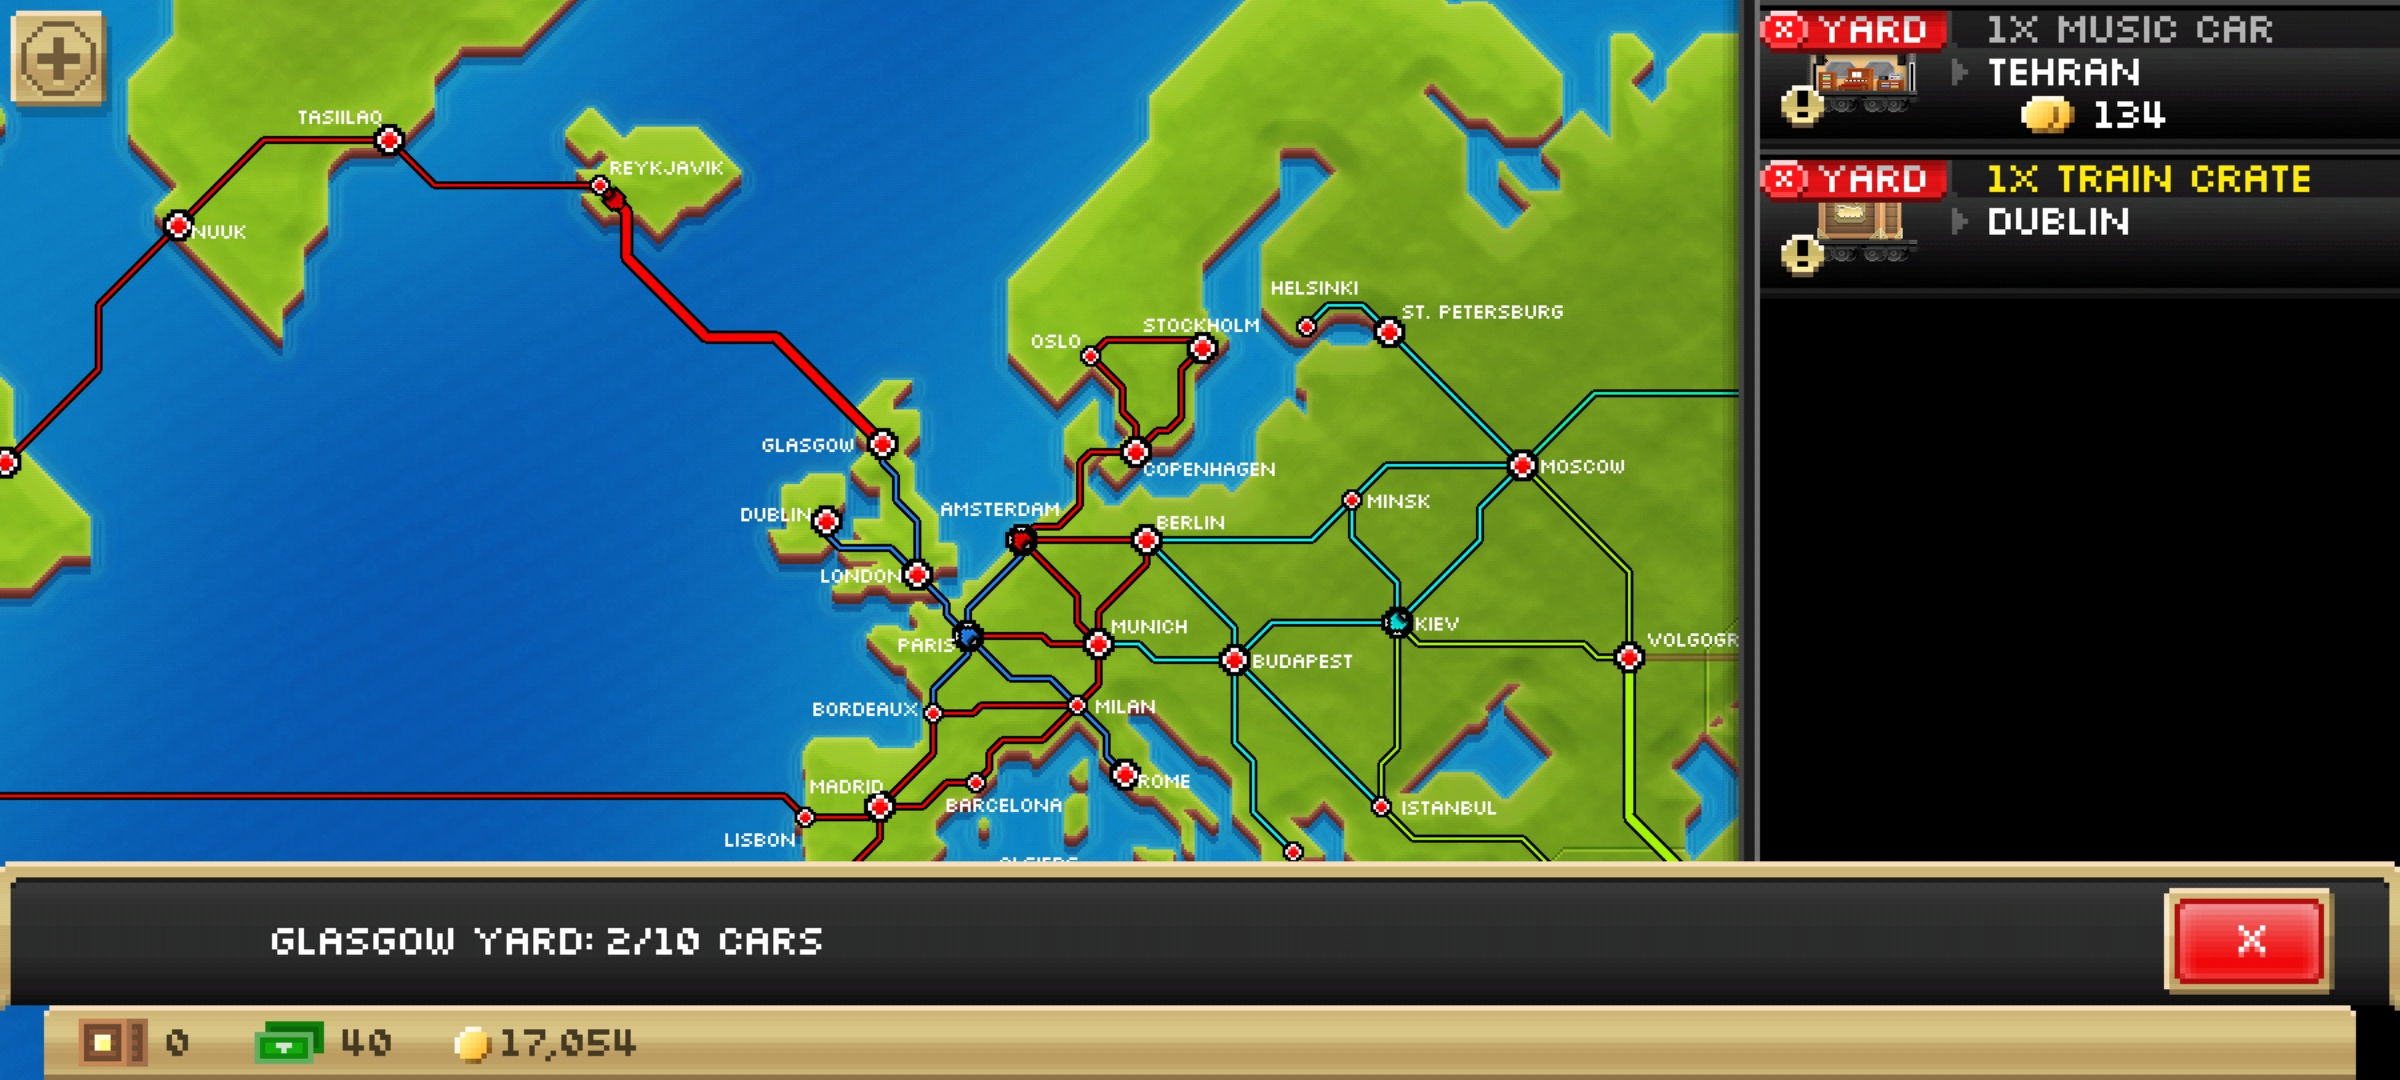 YARD 1X MUSIC CAR
TEHRAN
134
YARD 1X TRAIN CRATE
DUBLIN
TASIILAQ
REYKJAVIK
NUUK
HELSINKI
ST. PETERSBURG
STOCKHOLM
OSLO
GLASGOW
COPENHAGEN
MOSCOW
MINSK
AMSTERDAM
DUBLIN
BERLIN
LONDON
MUNICH
KIEV
PARIS
VOLGOGR
BUDAPEST
BORDEAUX
MILAN
MADRID
ROME
BARCELONA
ISTANBUL
LISBON
GLASGOW YARD: 2/10 CARS
X
0 40 17,054